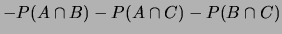 −P(A ∩ B) − P(A ∩ C) − P(B ∩ C)